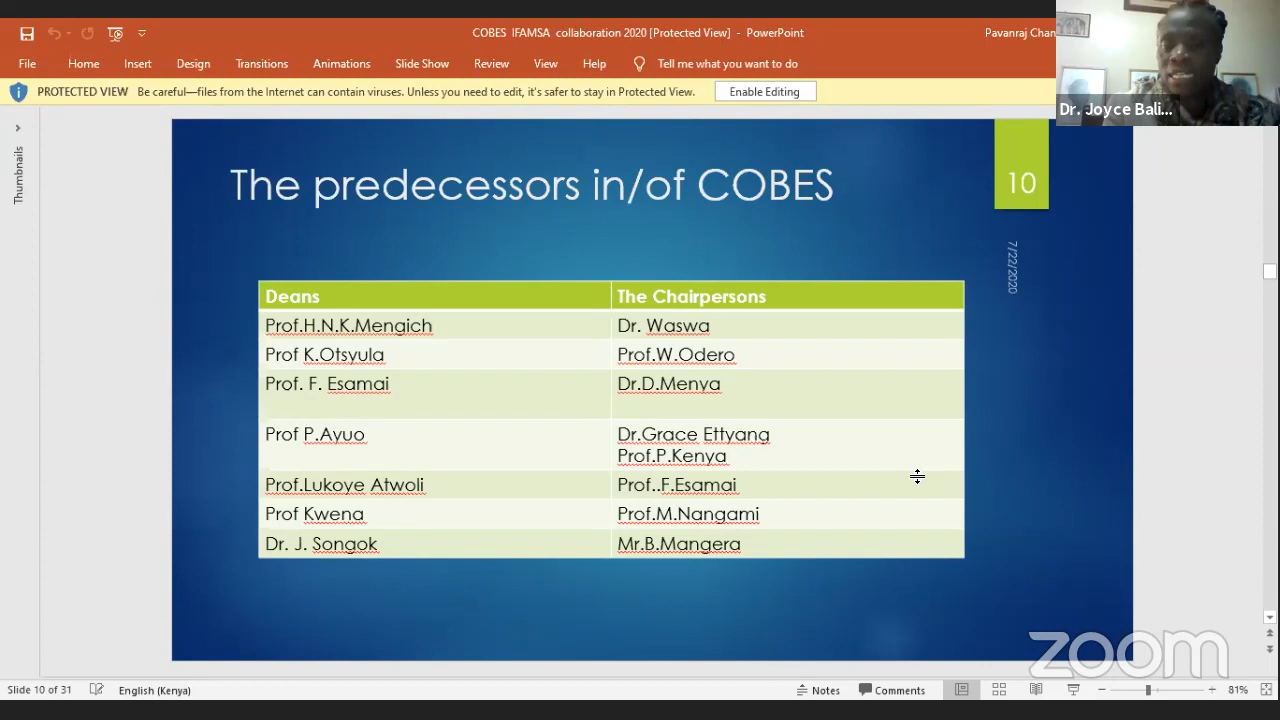 COBES IFAMSA collaboration 2020 [Protected View] - PowerPoint
Pavanraj Chan
File Home Insert Design Transitions Animations Slide Show Review View Help Tell me what you want to do
PROTECTED VIEW Be careful—files from the Internet can contain viruses. Unless you need to edit, it's safer to stay in Protected View. Enable Editing
Dr. Joyce Bali...
Thumbnails
The predecessors in/of COBES
10
7/22/2020
Deans The Chairpersons
Prof.H.N.K.Mengich Dr. Waswa
Prof K.Otsyula Prof.W.Odero
Prof. F. Esamai Dr.D.Menya
Prof P.Ayuo Dr.Grace Ettyang
Prof.P.Kenya
Prof.Lukoye Atwoli Prof..F.Esamai
Prof Kwena Prof.M.Nangami
Dr. J. Songok Mr.B.Mangera
zoom
Slide 10 of 31 English (Kenya) Notes Comments 81%